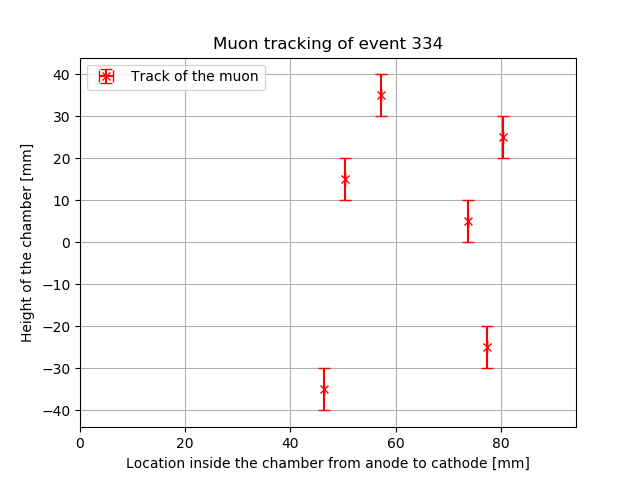 Muon tracking of event 334
Track of the muon
40
30
20
10
0
−10
−20
−30
−40
Height of the chamber [mm]
0 20 40 60 80
Location inside the chamber from anode to cathode [mm]